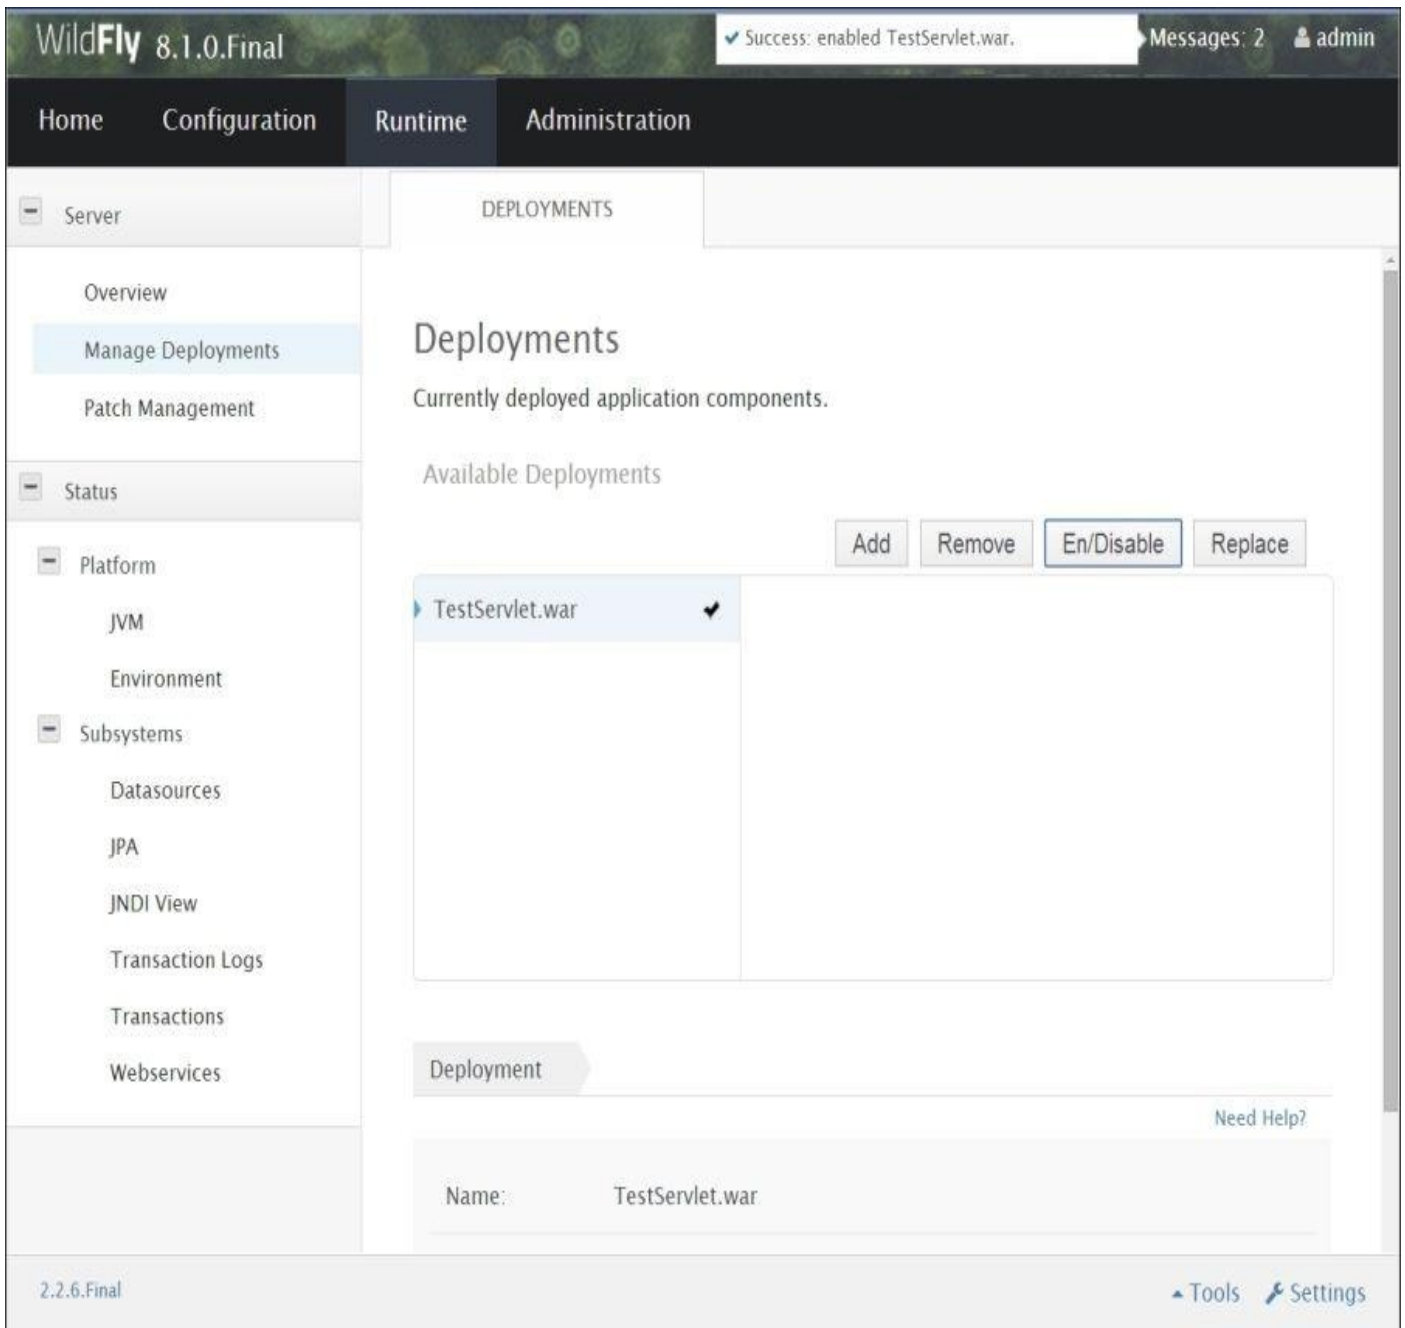 WildFly 8.1.0.Final
✔ Success: enabled TestServlet.war.
Messages: 2 admin
Home Configuration Runtime Administration
Server
Overview
Manage Deployments
Patch Management
Status
Platform
JVM
Environment
Subsystems
Datasources
JPA
JNDI View
Transaction Logs
Transactions
Webservices
DEPLOYMENTS
Deployments
Currently deployed application components.
Available Deployments
Add Remove En/Disable Replace
TestServlet.war ✔
Deployment
Need Help?
Name: TestServlet.war
2.2.6.Final
Tools Settings